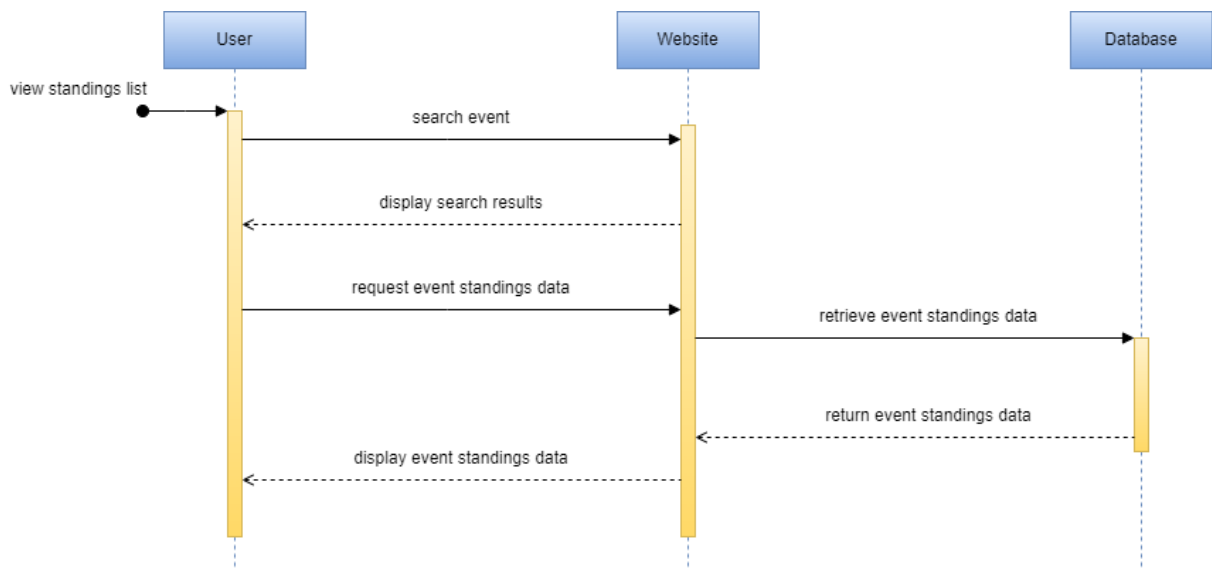 User
Website
Database
view standings list
search event
display search results
request event standings data
retrieve event standings data
return event standings data
display event standings data